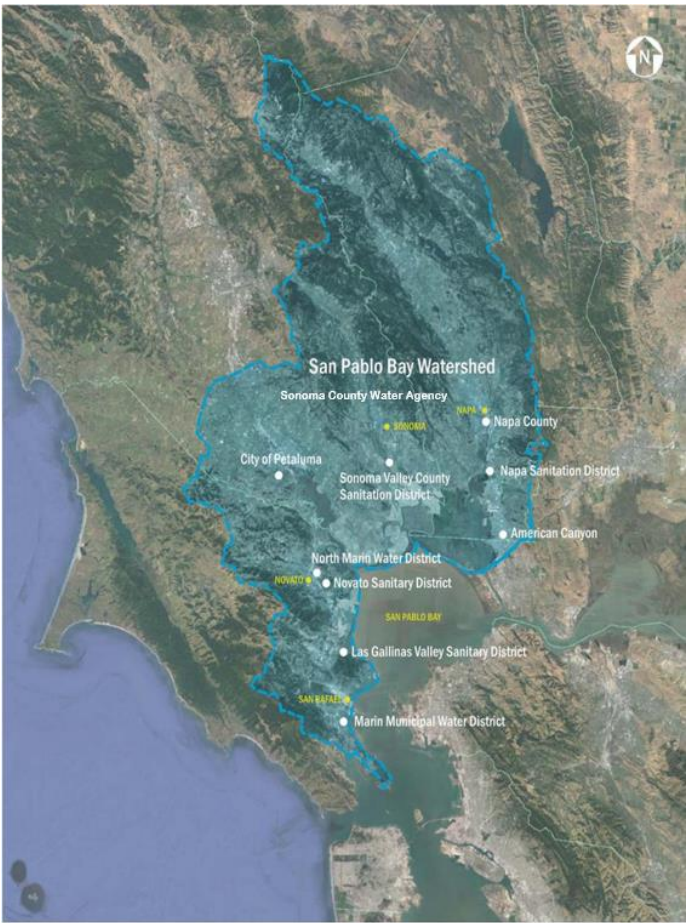 N
San Pablo Bay Watershed
Sonoma County Water Agency
NAPA
Napa County
SONOMA
City of Petaluma
Sonoma Valley County
Sanitation District
Napa Sanitation District
American Canyon
North Marin Water District
NOVATO
Novato Sanitary District
SAN PABLO BAY
Las Gallinas Valley Sanitary District
SAN RAFAEL
Marin Municipal Water District